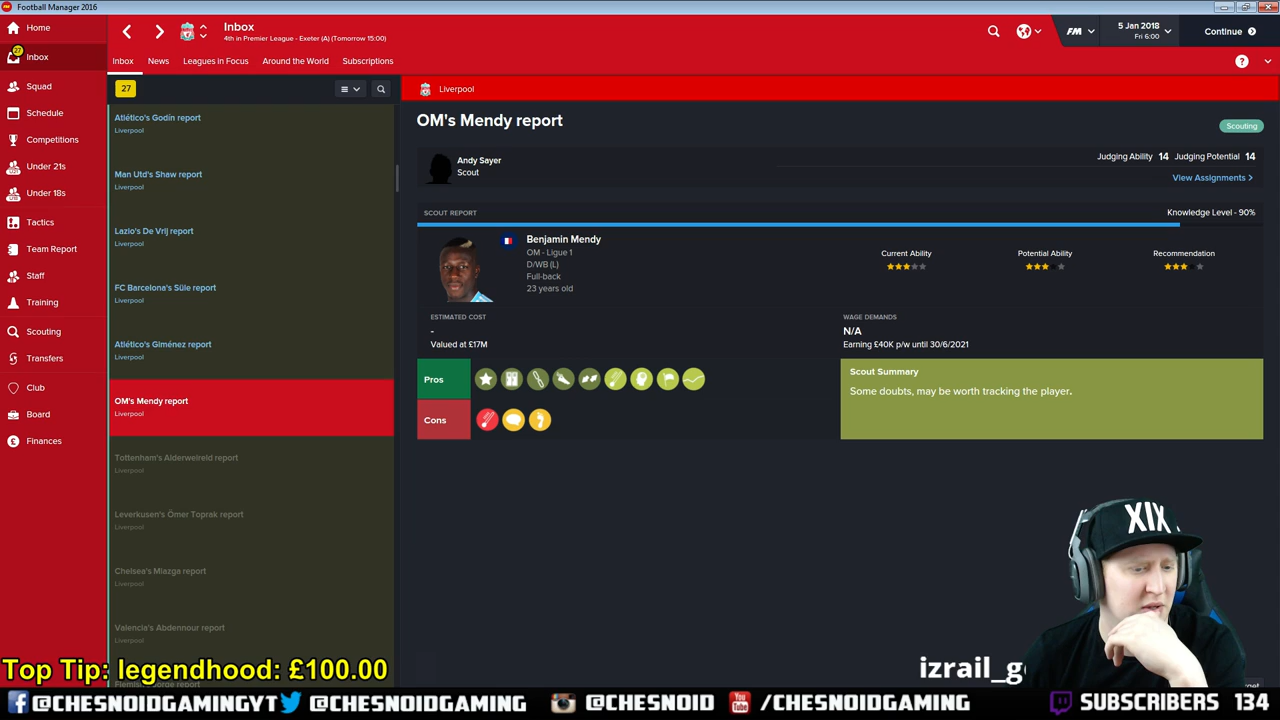 Football Manager 2016
Home
27
Inbox
Squad
Schedule
Competitions
Under 21s
Under 18s
Tactics
Team Report
Staff
Training
Scouting
Transfers
Club
Board
Finances
Inbox
4th in Premier League - Exeter (A) (Tomorrow 15:00)
FM
5 Jan 2018
Fri 6:00
Continue
Inbox
News
Leagues in Focus
Around the World
Subscriptions
?
27
Atlético's Godín report
Liverpool
Man Utd's Shaw report
Liverpool
Lazio's De Vrij report
Liverpool
FC Barcelona's Süle report
Liverpool
Atlético's Giménez report
Liverpool
OM's Mendy report
Liverpool
Tottenham's Alderweireld report
Liverpool
Leverkusen's Ömer Toprak report
Liverpool
Chelsea's Miazga report
Liverpool
Valencia's Abdennour report
Liverpool
Liverpool
OM's Mendy report
Scouting
Andy Sayer
Scout
Judging Ability 14 Judging Potential 14
View Assignments >
SCOUT REPORT
Knowledge Level - 90%
Benjamin Mendy
OM - Ligue 1
D/WB (L)
Full-back
23 years old
Current Ability
Potential Ability
Recommendation
ESTIMATED COST
-
Valued at £17M
WAGE DEMANDS
N/A
Earning £40K p/w until 30/6/2021
Pros
Cons
Scout Summary
Some doubts, may be worth tracking the player.
XIX
Top Tip: legendhood: £100.00
@CHESNOIDGAMINGYT
@CHESNOIDGAMING
@CHESNOID
You Tube
/CHESNOIDGAMING
SUBSCRIBERS 134